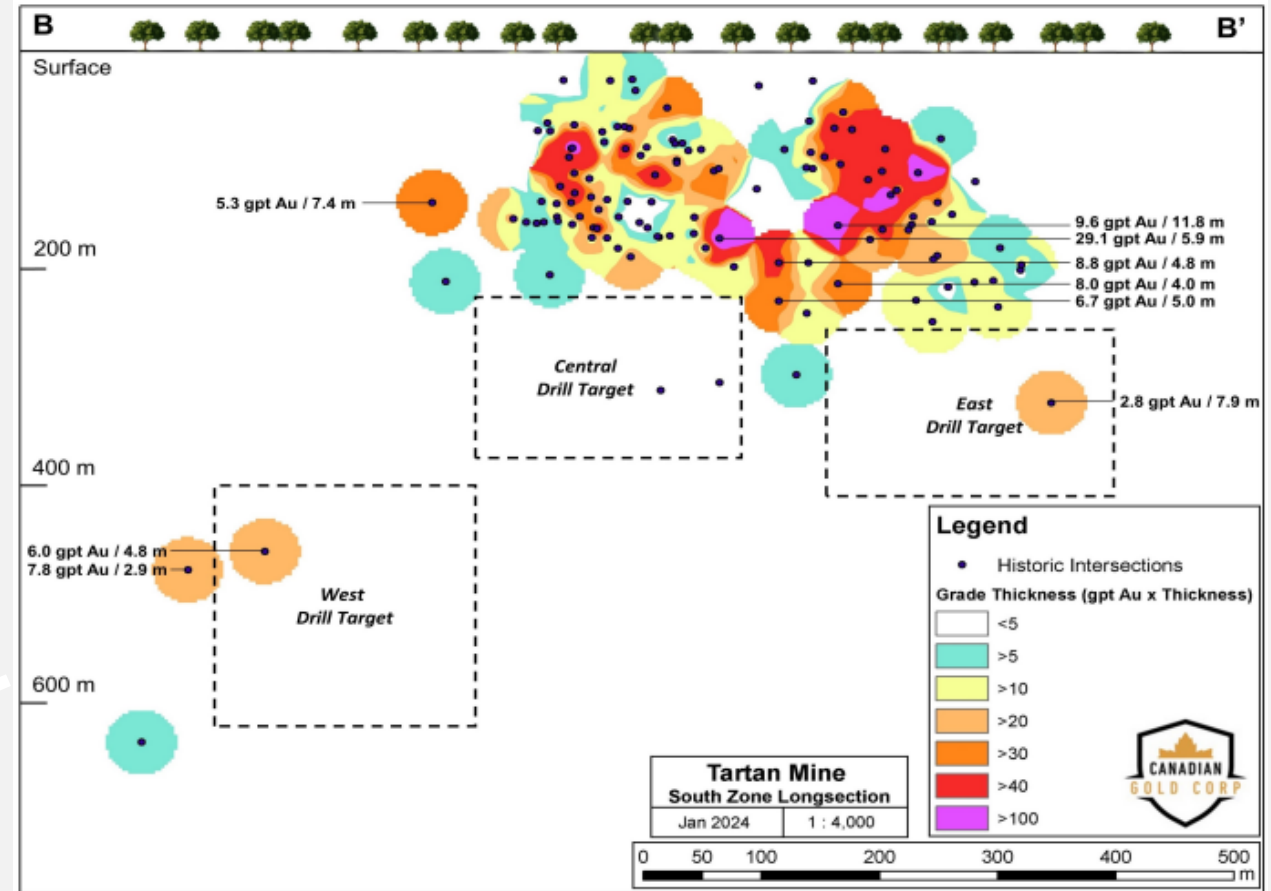 B
B'
Surface
5.3 gpt Au / 7.4 m
9.6 gpt Au / 11.8 m
29.1 gpt Au / 5.9 m
200 m
8.8 gpt Au / 4.8 m
8.0 gpt Au / 4.0 m
6.7 gpt Au / 5.0 m
Central
Drill Target
East
Drill Target
2.8 gpt Au / 7.9 m
400 m
6.0 gpt Au / 4.8 m
7.8 gpt Au / 2.9 m
West
Drill Target
600 m
Legend
Historic Intersections
Grade Thickness (gpt Au x Thickness)
<5
>5
>10
>20
>30
>40
>100
CANADIAN
GOLD CORP
Tartan Mine
South Zone Longsection
Jan 2024 1 : 4,000
0 50 100 200 300 400 500
m